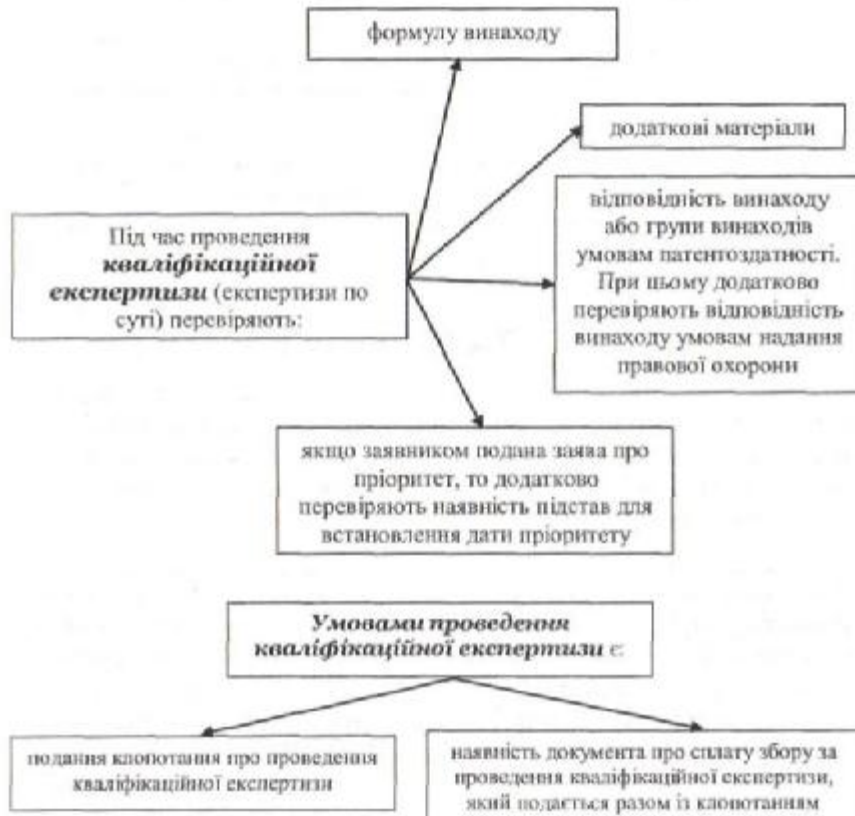 формулу винаходу
додаткові матеріали
Під час проведення
кваліфікаційної
експертизи (експертизи по
суті) перевіряють:
відповідність винаходу
або групи винаходів
умовам патентоздатності.
При цьому додатково
перевіряють відповідність
винаходу умовам надання
правової охорони
якщо заявником подана заява про
пріоритет, то додатково
перевіряють наявність підстав для
встановлення дати пріоритету
Умовами проведення
кваліфікаційної експертизи є:
подання клопотання про проведення
кваліфікаційної експертизи
наявність документа про сплату збору за
проведення кваліфікаційної експертизи,
який подається разом із клопотанням